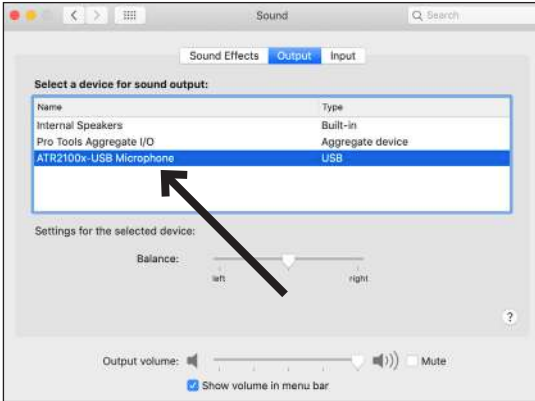 Sound
Search
Sound Effects Output Input
Select a device for sound output:
Name Type
Internal Speakers Built-in
Pro Tools Aggregate I/O Aggregate device
ATR2100x-USB Microphone USB
Settings for the selected device:
Balance:
left right
?
Output volume: Mute
Show volume in menu bar